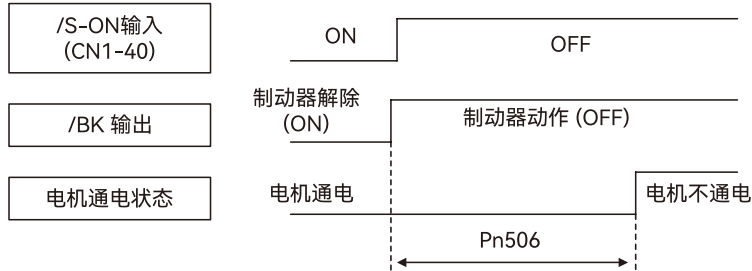 /S-ON输入
(CN1-40)
ON
OFF
/BK 输出
制动器解除
(ON)
制动器动作 (OFF)
电机通电状态
电机通电
电机不通电
Pn506